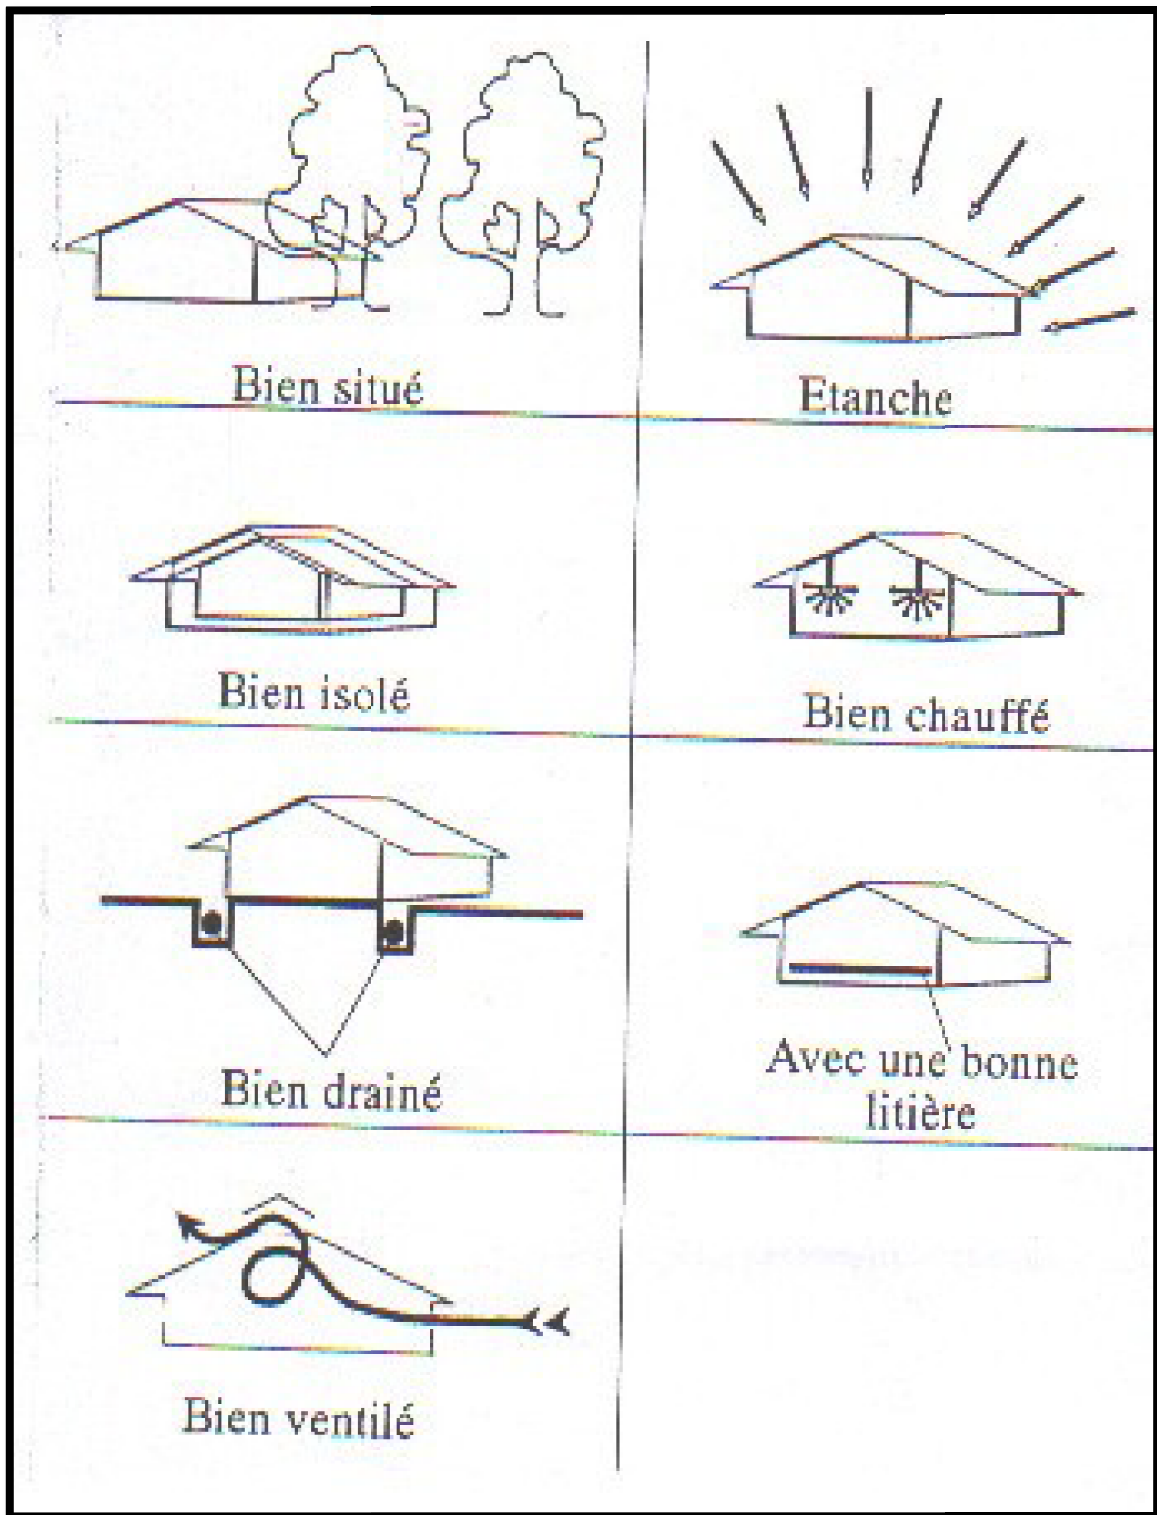 Bien situé
Etanche
Bien isolé
Bien chauffé
Bien drainé
Avec une bonne
litière
Bien ventilé